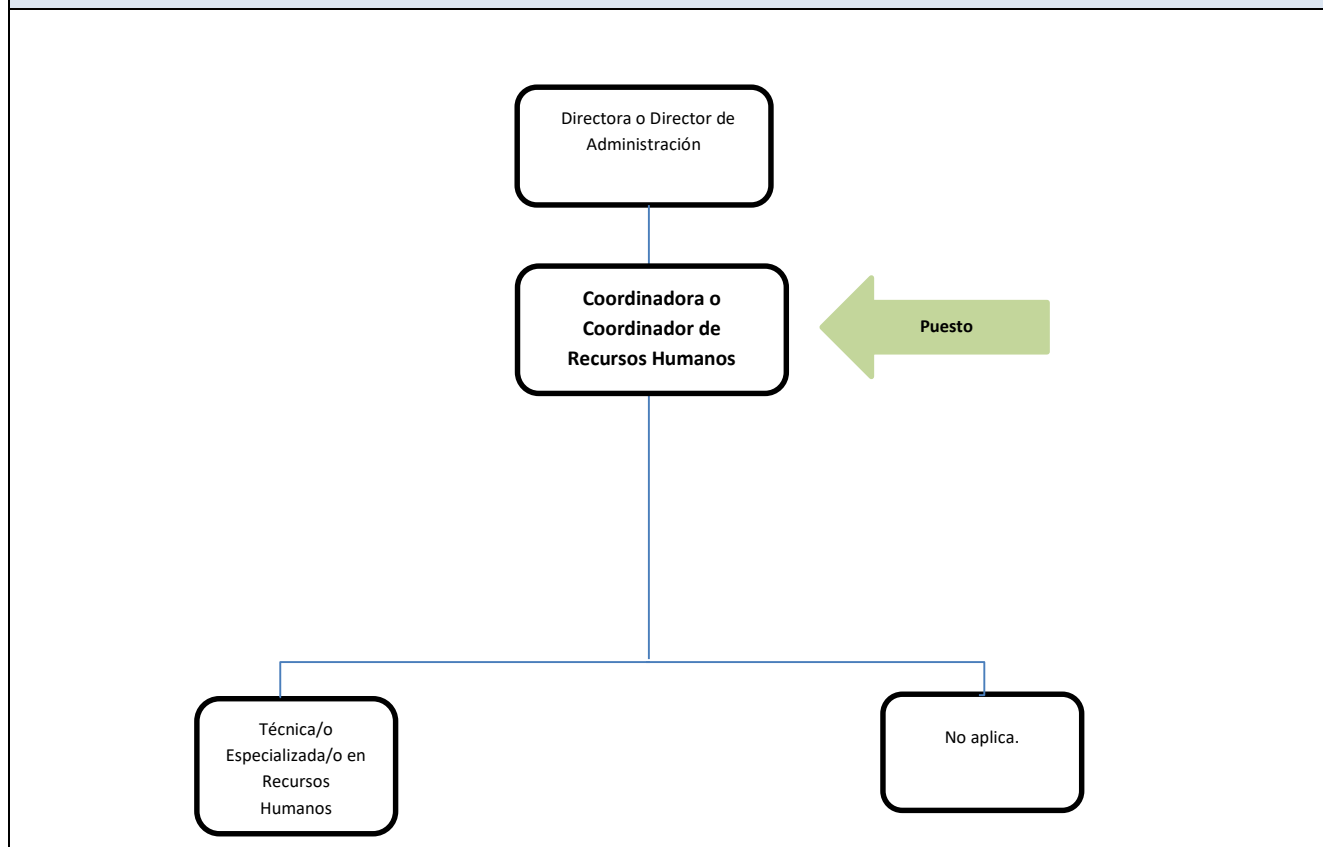 Directora o Director de
Administración
Coordinadora o
Coordinador de
Recursos Humanos
Puesto
Técnica/o
Especializada/o en
Recursos
Humanos
No aplica.